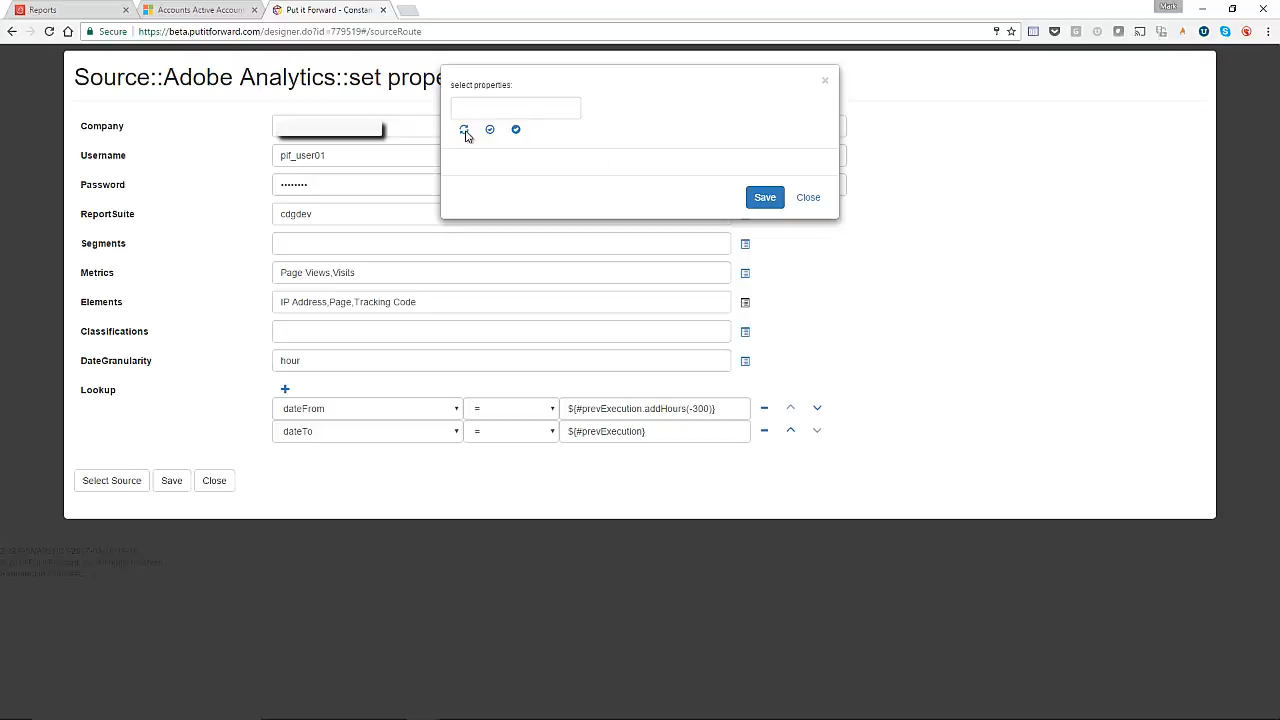 Reports
Accounts Active Accoun
Put it Forward - Constan
Mark
Secure
https://beta.putitforward.com/designer.do?id=779519#/sourceRoute
Source::Adobe Analytics::set prope
select properties:
Save
Close
Company
Username
pif_user01
Password
••••••••
ReportSuite
cdgdev
Segments
Metrics
Page Views,Visits
Elements
IP Address,Page,Tracking Code
Classifications
DateGranularity
hour
Lookup
dateFrom
=
${#prevExecution.addHours(-300)}
dateTo
=
${#prevExecution}
Select Source
Save
Close